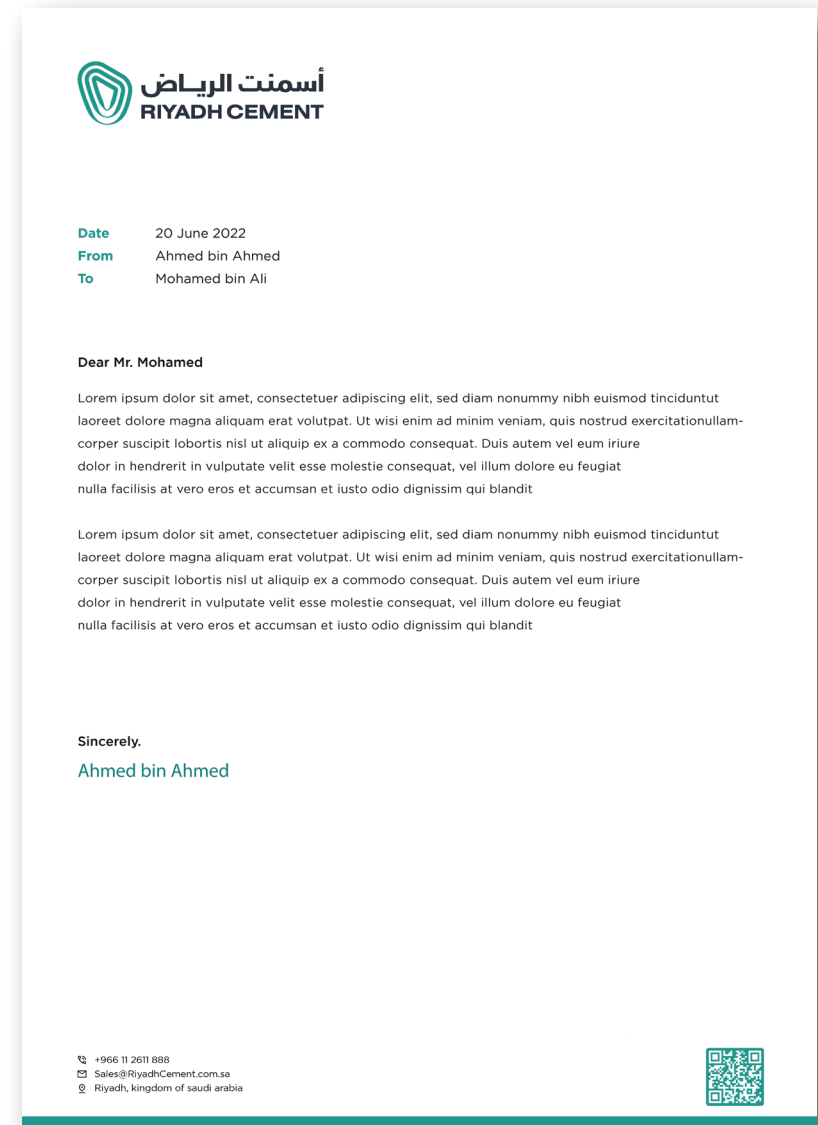 أسمنت الريـاض
RIYADH CEMENT
Date 20 June 2022
From Ahmed bin Ahmed
To Mohamed bin Ali
Dear Mr. Mohamed
Lorem ipsum dolor sit amet, consectetuer adipiscing elit, sed diam nonummy nibh euismod tinciduntut
laoreet dolore magna aliquam erat volutpat. Ut wisi enim ad minim veniam, quis nostrud exercitationullam-
corper suscipit lobortis nisl ut aliquip ex a commodo consequat. Duis autem vel eum iriure
dolor in hendrerit in vulputate velit esse molestie consequat, vel illum dolore eu feugiat
nulla facilisis at vero eros et accumsan et iusto odio dignissim qui blandit
Lorem ipsum dolor sit amet, consectetuer adipiscing elit, sed diam nonummy nibh euismod tinciduntut
laoreet dolore magna aliquam erat volutpat. Ut wisi enim ad minim veniam, quis nostrud exercitationullam-
corper suscipit lobortis nisl ut aliquip ex a commodo consequat. Duis autem vel eum iriure
dolor in hendrerit in vulputate velit esse molestie consequat, vel illum dolore eu feugiat
nulla facilisis at vero eros et accumsan et iusto odio dignissim qui blandit
Sincerely.
Ahmed bin Ahmed
+966 11 2611 888
Sales@RiyadhCement.com.sa
Riyadh, kingdom of saudi arabia